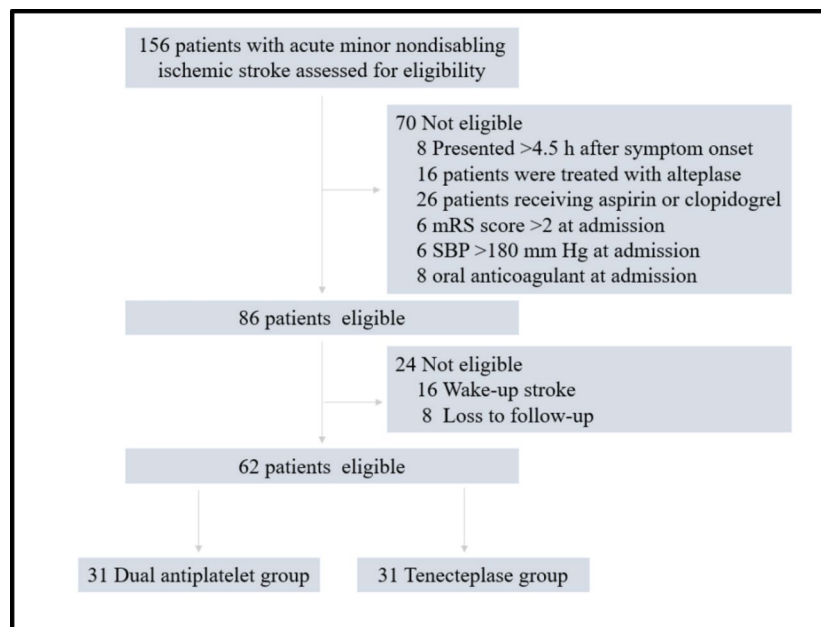 156 patients with acute minor nondisabling
ischemic stroke assessed for eligibility
70 Not eligible
8 Presented >4.5 h after symptom onset
16 patients were treated with alteplase
26 patients receiving aspirin or clopidogrel
6 mRS score >2 at admission
6 SBP >180 mm Hg at admission
8 oral anticoagulant at admission
86 patients eligible
24 Not eligible
16 Wake-up stroke
8 Loss to follow-up
62 patients eligible
31 Dual antiplatelet group
31 Tenecteplase group